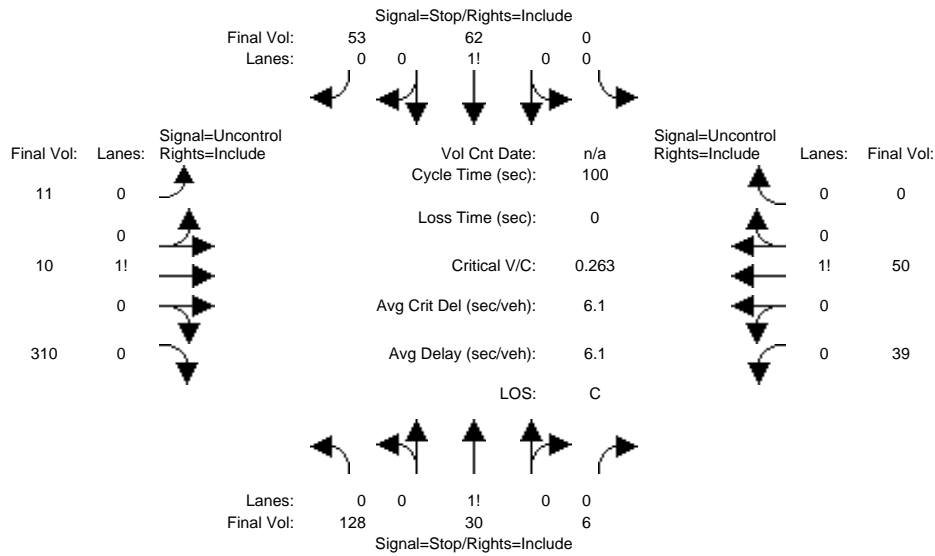 Signal=Stop/Rights=Include
Final Vol: 53 62 0
Lanes: 0 0 1! 0 0
Signal=Uncontrol Signal=Uncontrol
Final Vol: Lanes: Rights=Include Vol Cnt Date: n/a Rights=Include Lanes: Final Vol:
Cycle Time (sec): 100
11 0 0 0
Loss Time (sec): 0
0 0
10 1! Critical V/C: 0.263 1! 50
0 Avg Crit Del (sec/veh): 6.1 0
310 0 Avg Delay (sec/veh): 6.1 0 39
LOS: C
Lanes: 0 0 1! 0 0
Final Vol: 128 30 6
Signal=Stop/Rights=Include